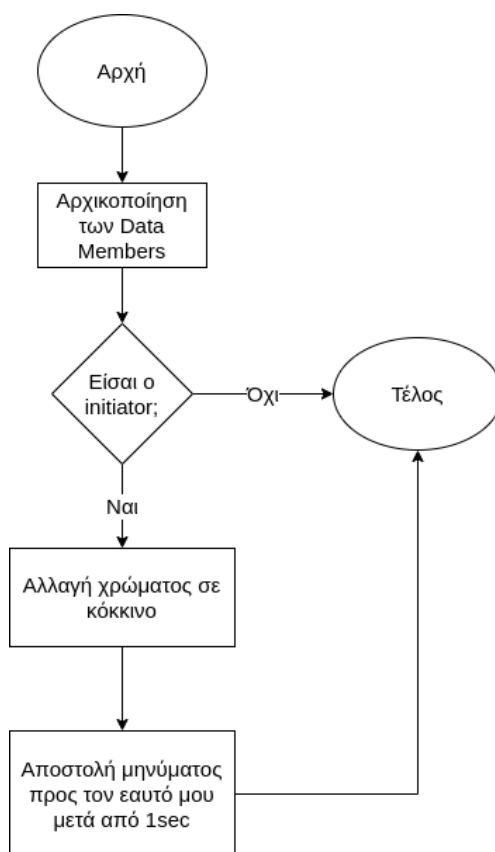 Αρχή
Αρχικοποίηση
των Data
Members
Είσαι ο
initiator;
Όχι
Τέλος
Ναι
Αλλαγή χρώματος σε
κόκκινο
Αποστολή μηνύματος
προς τον εαυτό μου
μετά από 1sec